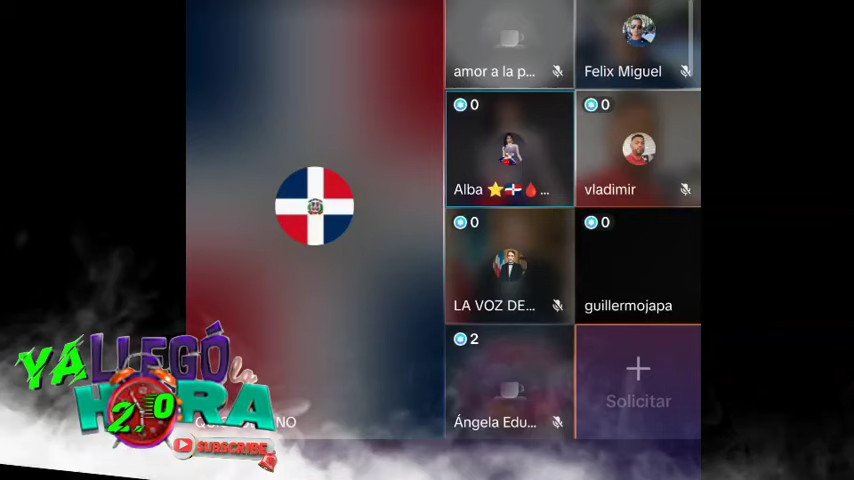 amor a la p...
Felix Miguel
0
0
Alba ⭐🇩🇴🩸...
vladimir
0
0
LA VOZ DE...
guillermojapa
2
Ángela Edu...
+
Solicitar
YA LLEGÓ la
HORA
2.0
SUBSCRIBE
NO